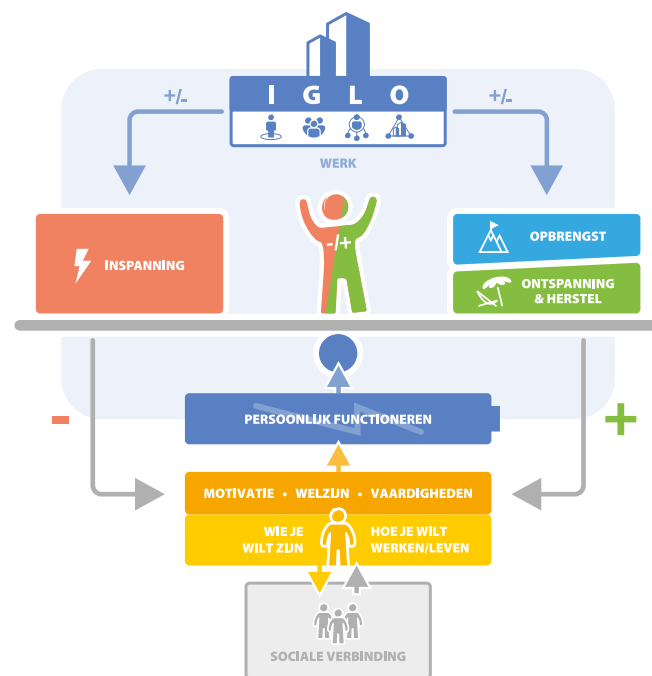 I G L O
+/-
+/-
WERK
-/+
INSPANNING
OPBRENGST
ONTSPANNING
& HERSTEL
-
+
PERSOONLIJK FUNCTIONEREN
MOTIVATIE • WELZIJN • VAARDIGHEDEN
WIE JE
WILT ZIJN
HOE JE WILT
WERKEN/LEVEN
SOCIALE VERBINDING